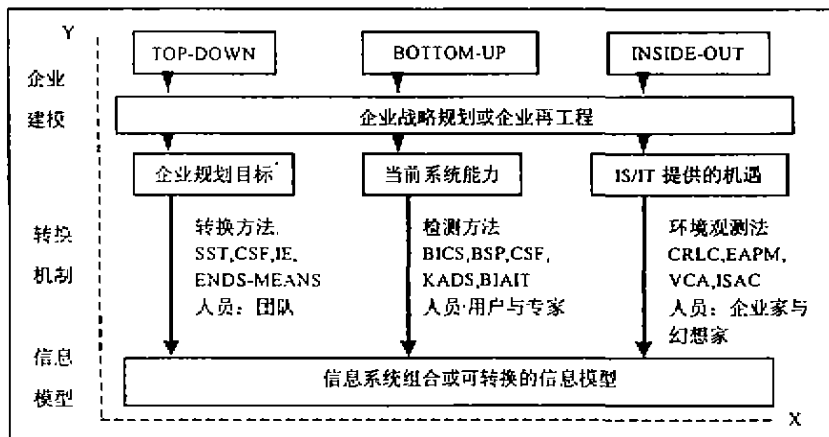 Y
TOP-DOWN
BOTTOM-UP
INSIDE-OUT
企业
建模
企业战略规划或企业再工程
企业规划目标
当前系统能力
IS/IT 提供的机遇
转换
机制
转换方法,
SST,CSF,IE,
ENDS-MEANS
人员：团队
检测方法
BICS,BSP,CSF,
KADS,BIAIT
人员·用户与专家
环境观测法
CRLC,EAPM,
VCA,ISAC
人员：企业家与
幻想家
信息
模型
信息系统组合或可转换的信息模型
X